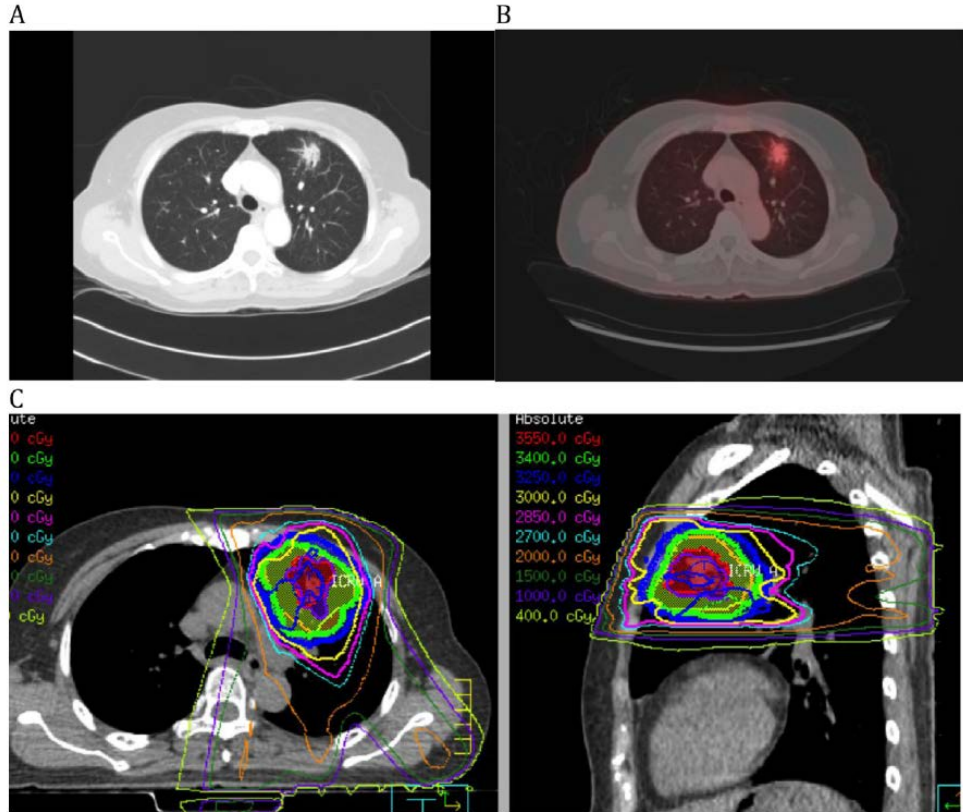 A
B
C
ute
0 cGy
0 cGy
0 cGy
0 cGy
0 cGy
0 cGy
0 cGy
0 cGy
0 cGy
cGy
ICRU A
Absolute
3550.0 cGy
3400.0 cGy
3250.0 cGy
3000.0 cGy
2850.0 cGy
2700.0 cGy
2000.0 cGy
1500.0 cGy
1000.0 cGy
400.0 cGy
ICRU A